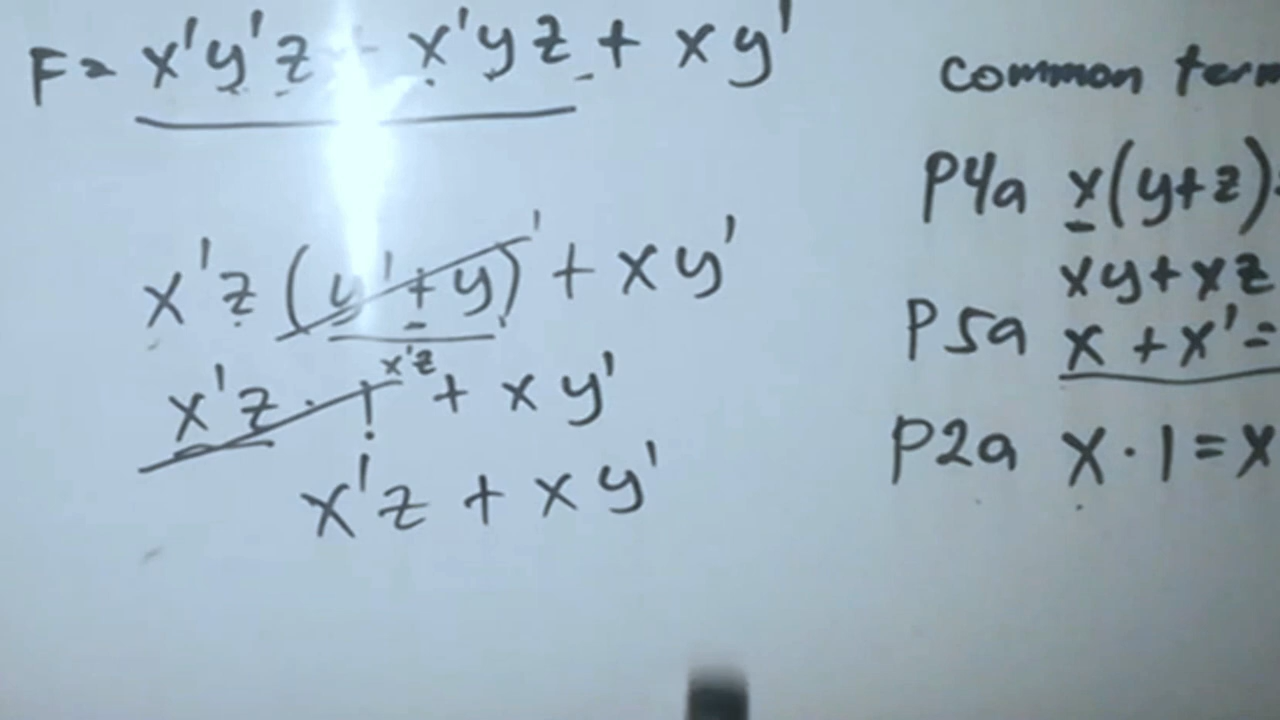 F = x'y'z + x'yz + xy'
x'z (y' + y) ' + xy'
x'z · 1 x'z + xy'
x'z + xy'
common term
P4a x(y+z)=
xy+xz
P5a x + x' =
P2a x · 1 = x